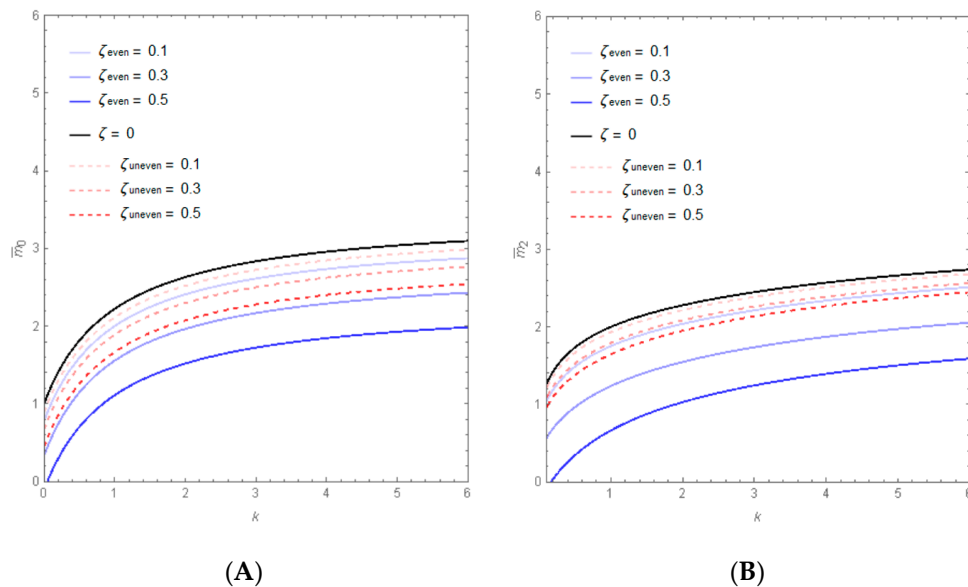 6
5
4
3
2
1
0
m̅0
ζeven = 0.1
ζeven = 0.3
ζeven = 0.5
ζ = 0
ζuneven = 0.1
ζuneven = 0.3
ζuneven = 0.5
0 1 2 3 4 5 6
k
(A)
6
5
4
3
2
1
0
m̅2
ζeven = 0.1
ζeven = 0.3
ζeven = 0.5
ζ = 0
ζuneven = 0.1
ζuneven = 0.3
ζuneven = 0.5
1 2 3 4 5 6
k
(B)